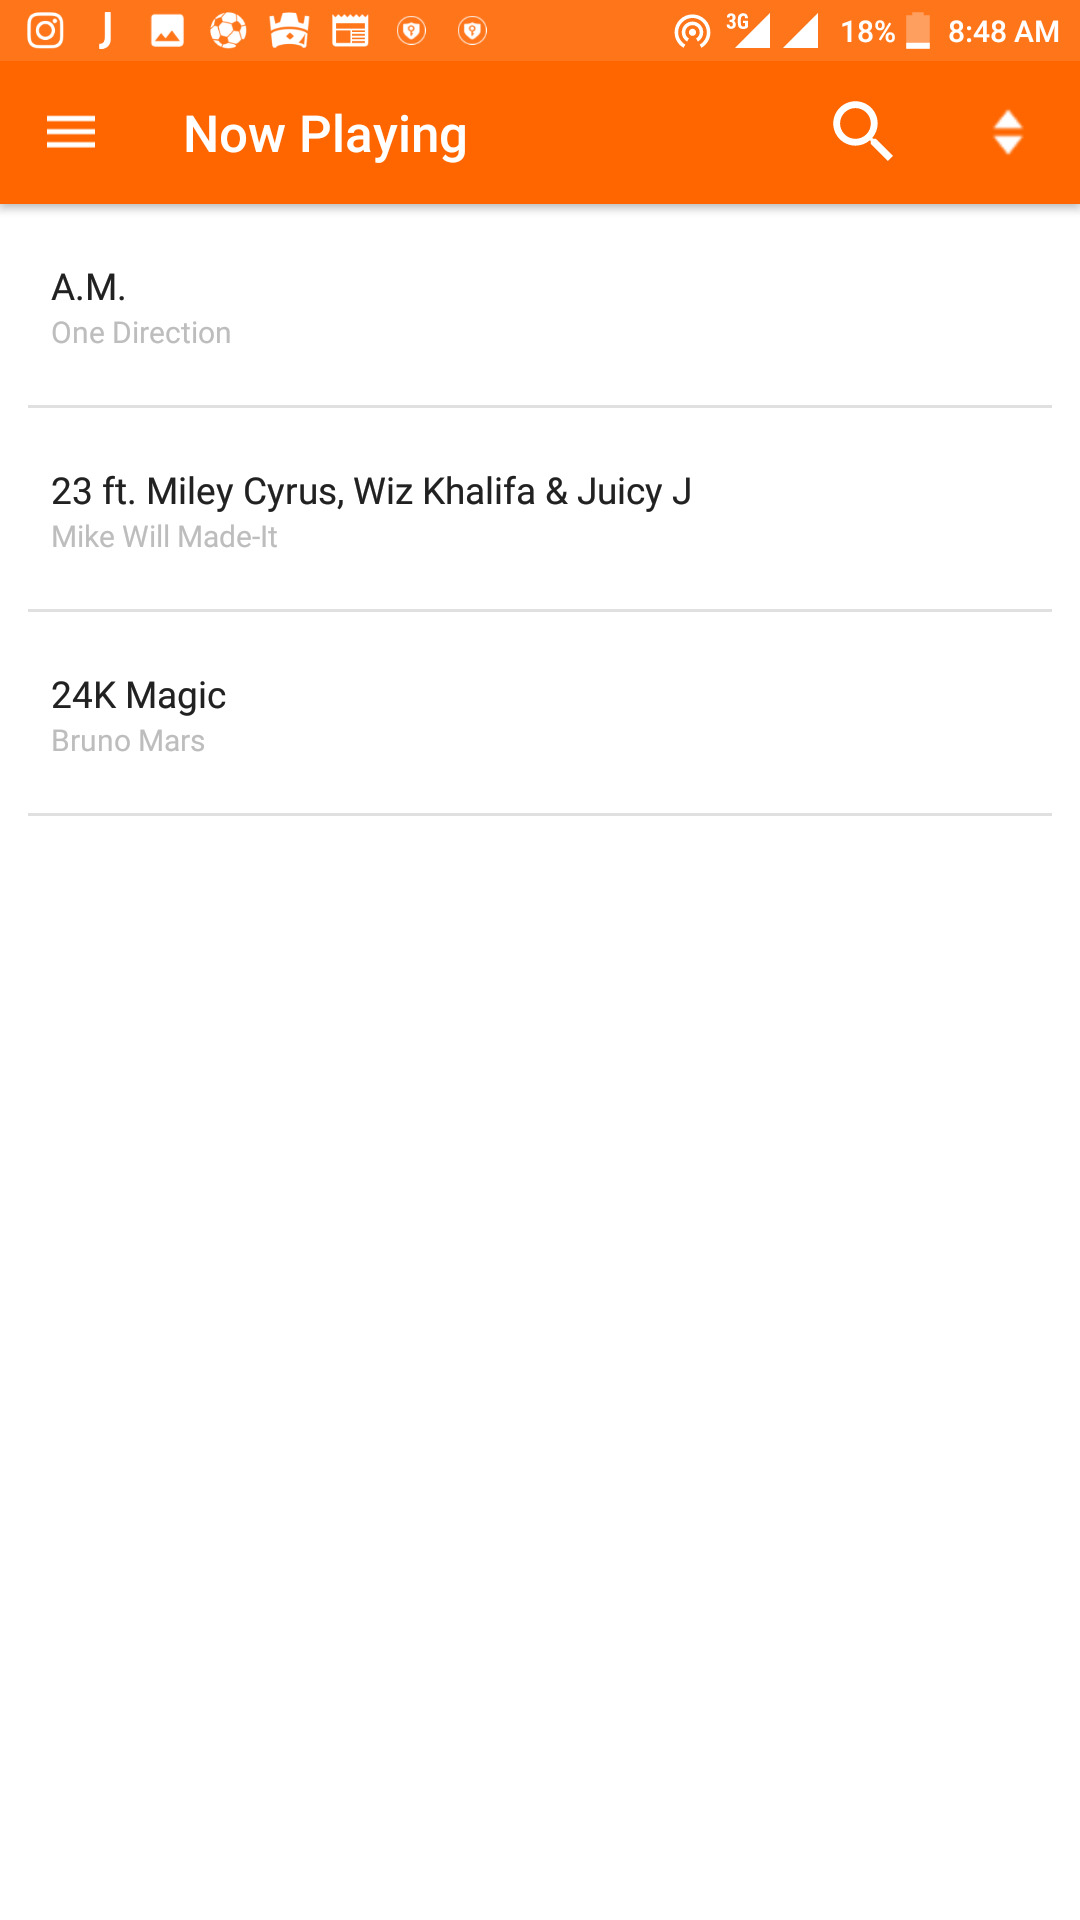 3G 18% 8:48 AM
Now Playing
A.M.
One Direction
23 ft. Miley Cyrus, Wiz Khalifa & Juicy J
Mike Will Made-It
24K Magic
Bruno Mars